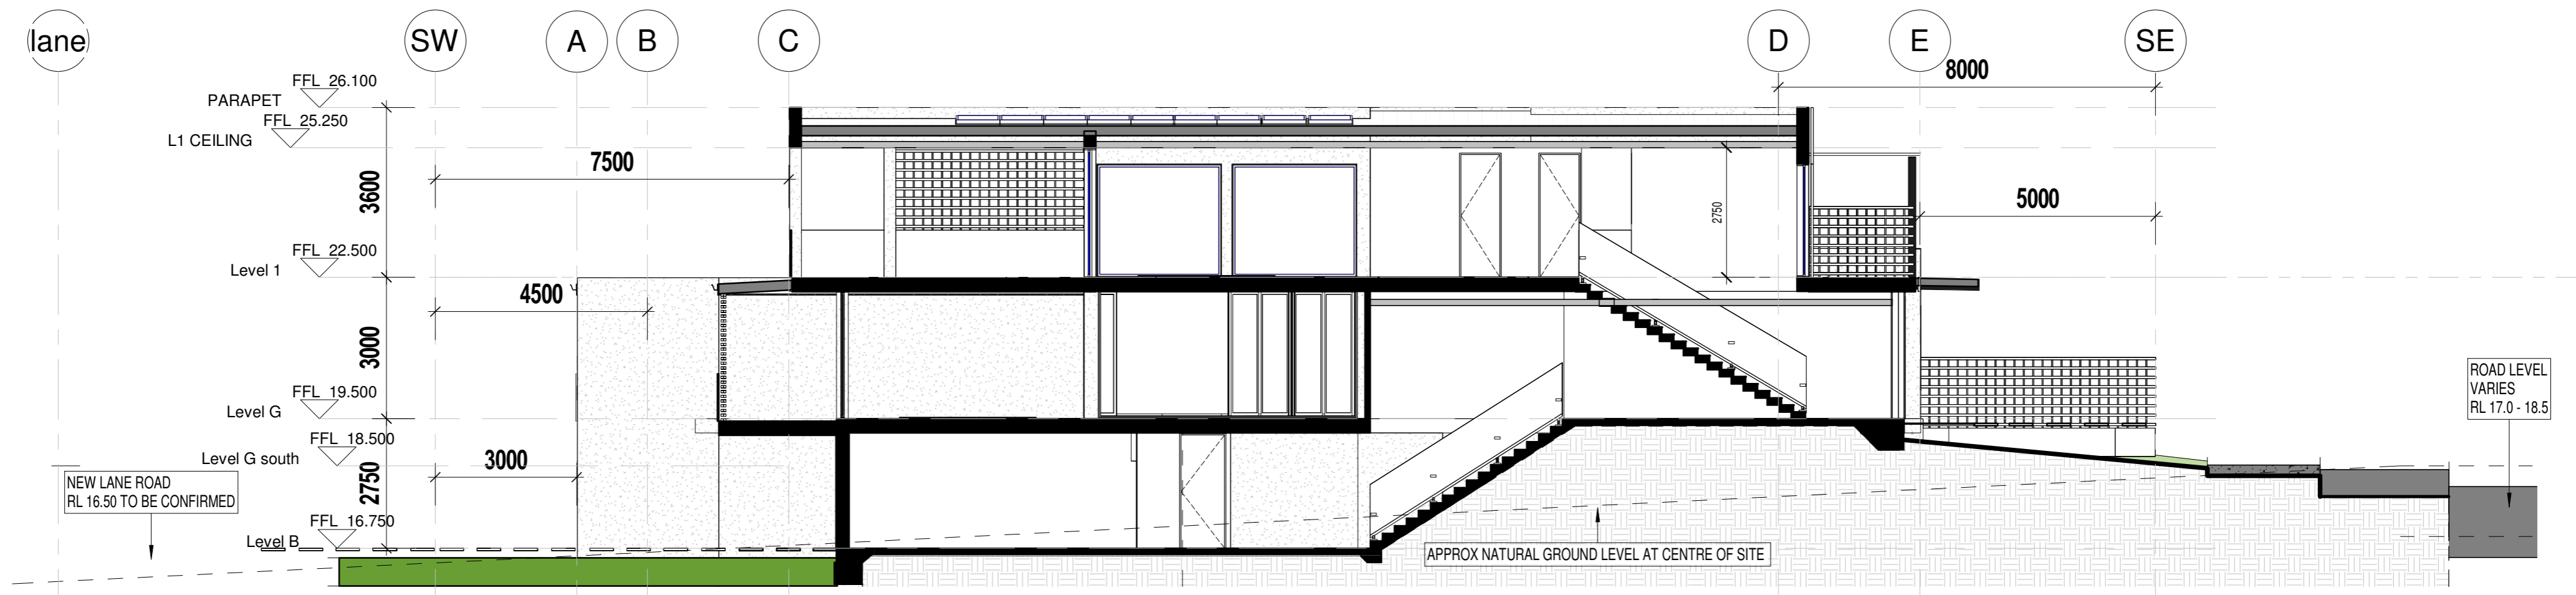 lane
SW
A
B
C
D
E
SE
8000
FFL 26.100
PARAPET
FFL 25.250
L1 CEILING
7500
3600
2750
5000
FFL 22.500
Level 1
4500
3000
FFL 19.500
Level G
FFL 18.500
Level G south
3000
2750
ROAD LEVEL
VARIES
RL 17.0 - 18.5
NEW LANE ROAD
RL 16.50 TO BE CONFIRMED
FFL 16.750
Level B
APPROX NATURAL GROUND LEVEL AT CENTRE OF SITE